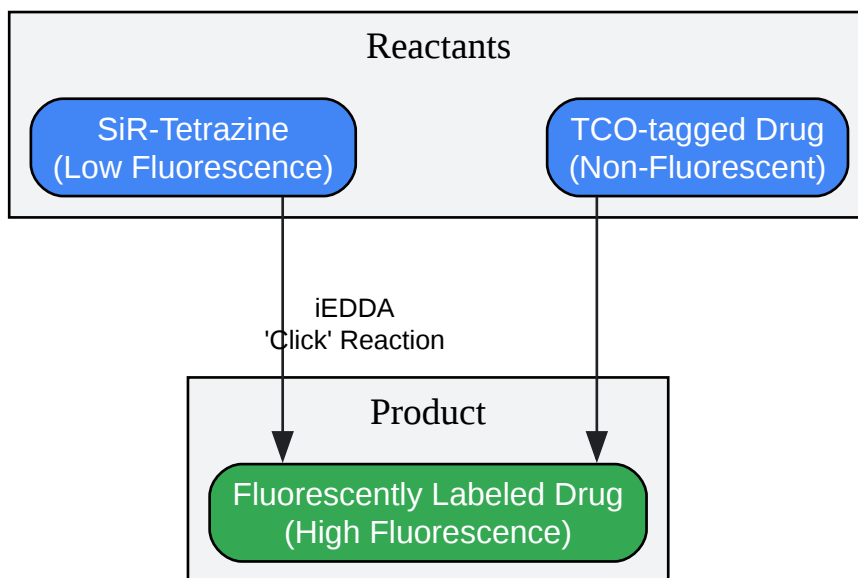 Reactants
SiR-Tetrazine
(Low Fluorescence)
TCO-tagged Drug
(Non-Fluorescent)
iEDDA
'Click' Reaction
Product
Fluorescently Labeled Drug
(High Fluorescence)